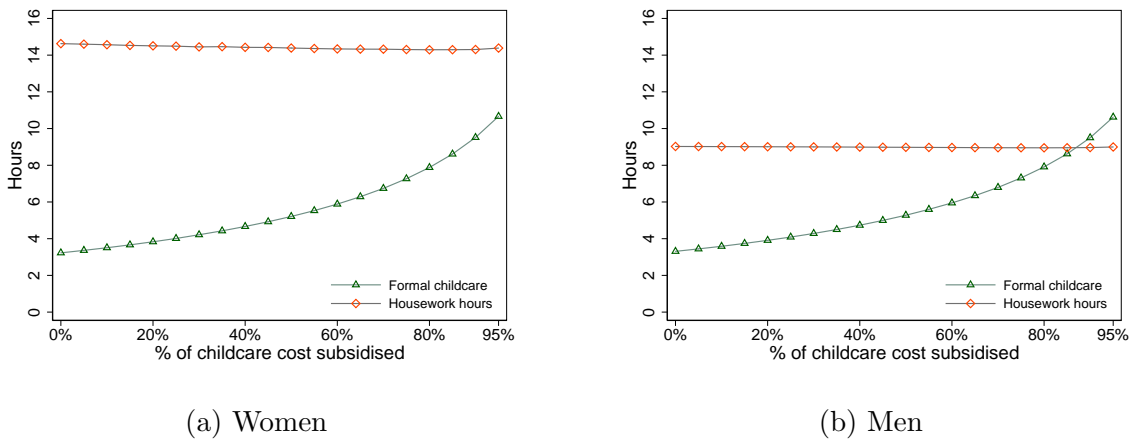 16
14
12
10
8
6
4
2
0
Hours
Formal childcare
Housework hours
0% 20% 40% 60% 80% 95%
% of childcare cost subsidised
(a) Women
16
14
12
10
8
6
4
2
0
Hours
Formal childcare
Housework hours
0% 20% 40% 60% 80% 95%
% of childcare cost subsidised
(b) Men